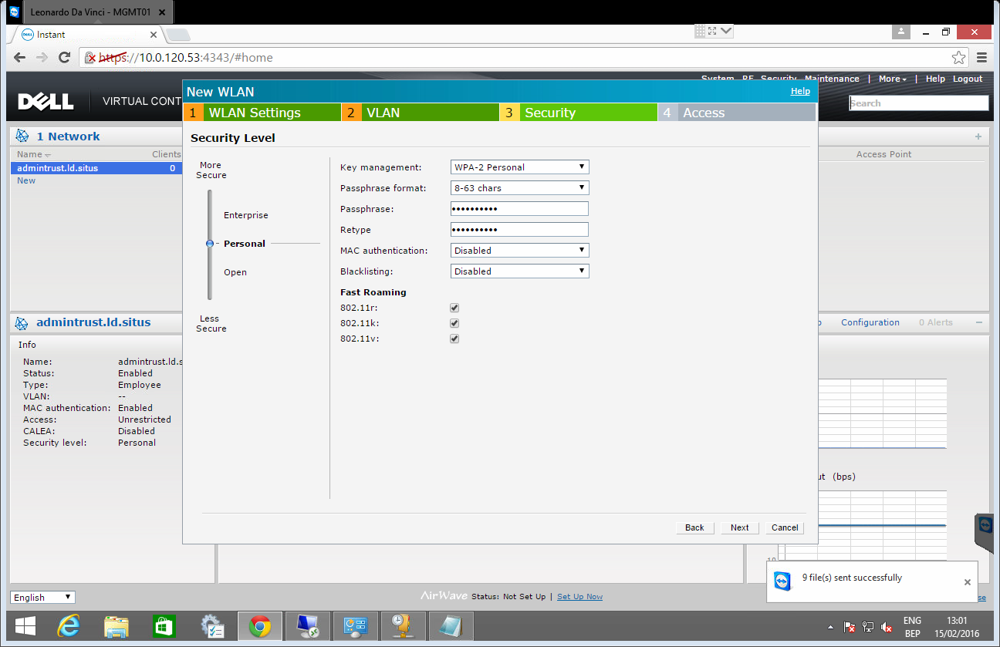 Leonardo Da Vinci - MGMT01 ×
Instant
https://10.0.120.53:4343/#home
System RF Security Maintenance | More | Help Logout
DELL VIRTUAL CONT
Search
New WLAN
Help
1 WLAN Settings 2 VLAN 3 Security 4 Access
1 Network
Name Clients
admintrust.ld.situs 0
New
Access Point
Security Level
More
Secure
Enterprise
Personal
Open
Less
Secure
Key management: WPA-2 Personal
Passphrase format: 8-63 chars
Passphrase: ••••••••••
Retype ••••••••••
MAC authentication: Disabled
Blacklisting: Disabled
Fast Roaming
802.11r:
802.11k:
802.11v:
Back Next Cancel
admintrust.ld.situs
Configuration 0 Alerts
Info
Name: admintrust.ld.s
Status: Enabled
Type: Employee
VLAN: --
MAC authentication: Enabled
Access: Unrestricted
CALEA: Disabled
Security level: Personal
ut (bps)
10
9 file(s) sent successfully
English
AirWave Status: Not Set Up | Set Up Now
se
ENG
BEP
13:01
15/02/2016